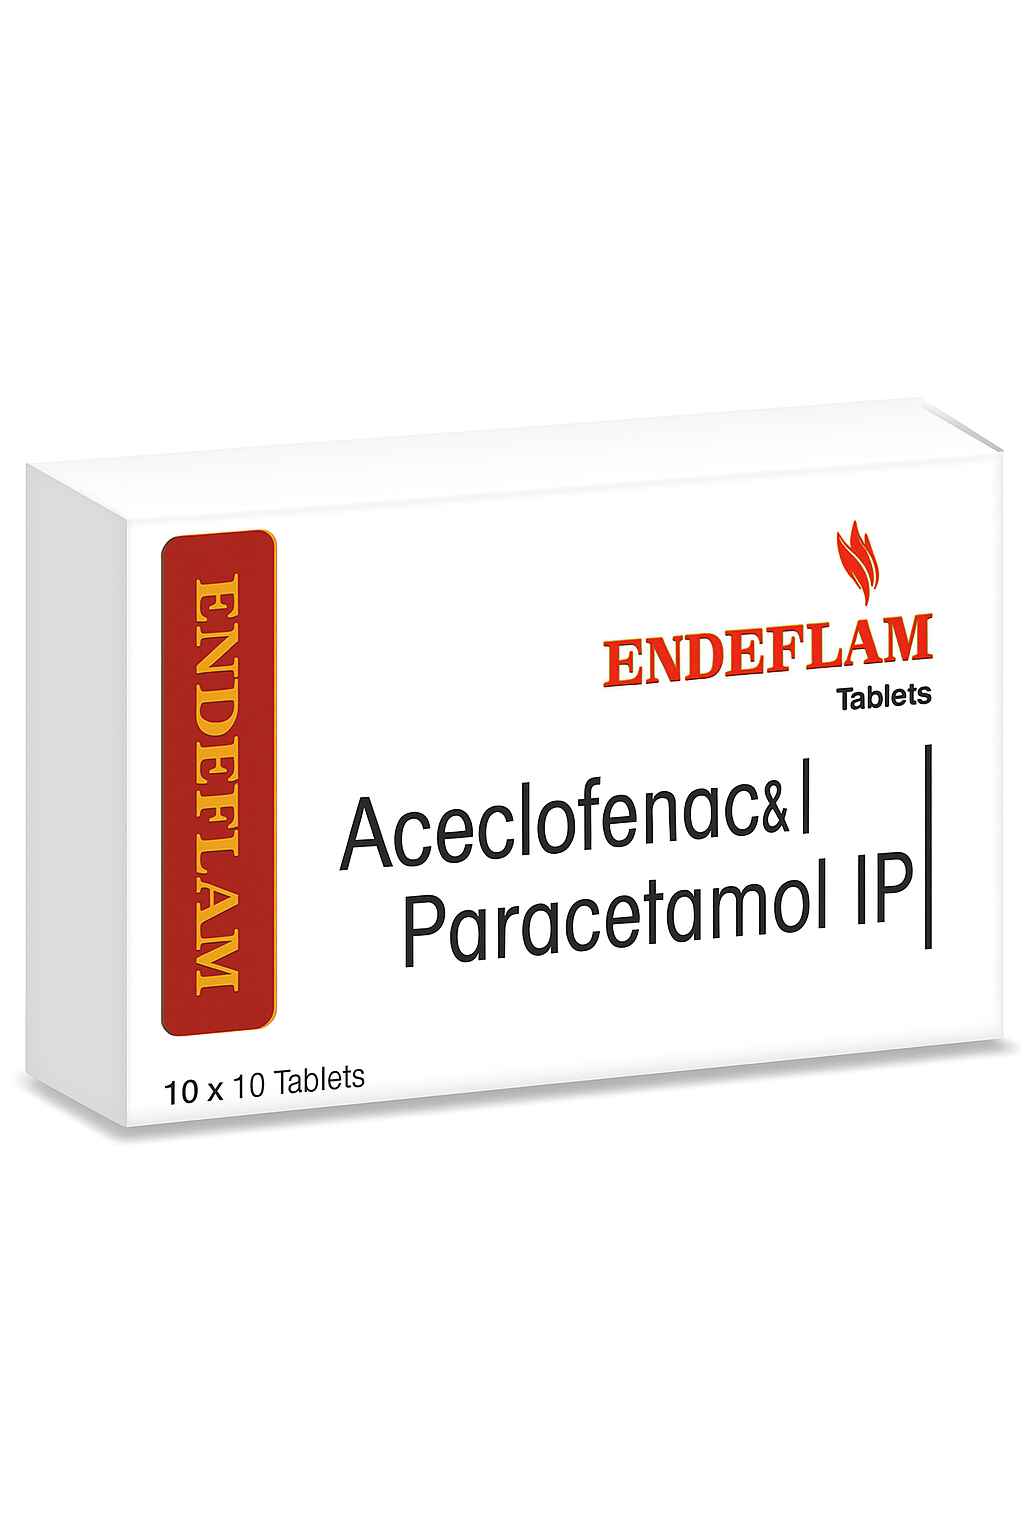 ENDEFLAM
ENDEFLAM
Tablets
Aceclofenac&|
Paracetamol IP|
10 x 10 Tablets